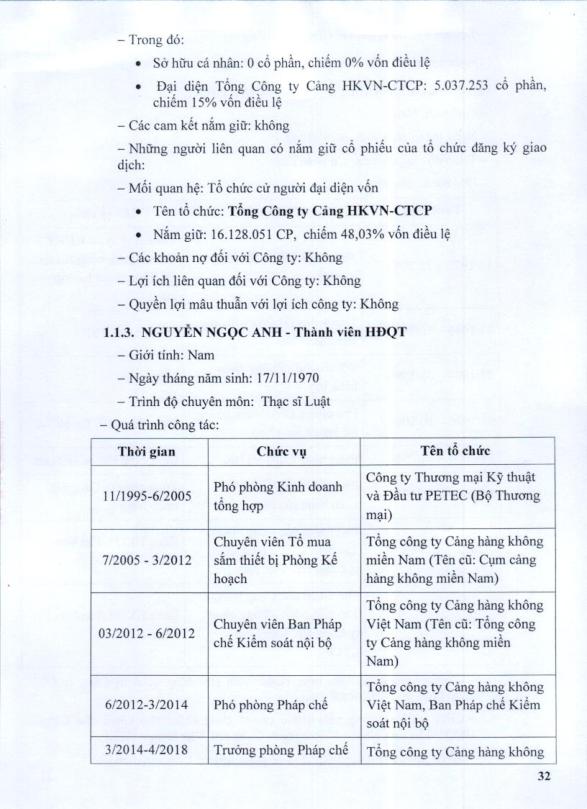 – Trong đó:
• Sở hữu cá nhân: 0 cổ phần, chiếm 0% vốn điều lệ
• Đại diện Tổng Công ty Cảng HKVN-CTCP: 5.037.253 cổ phần,
chiếm 15% vốn điều lệ
– Các cam kết nắm giữ: không
– Những người liên quan có nắm giữ cổ phiếu của tổ chức đăng ký giao
dịch:
– Mối quan hệ: Tổ chức cử người đại diện vốn
• Tên tổ chức: Tổng Công ty Cảng HKVN-CTCP
• Nắm giữ: 16.128.051 CP, chiếm 48,03% vốn điều lệ
– Các khoản nợ đối với Công ty: Không
– Lợi ích liên quan đối với Công ty: Không
– Quyền lợi mâu thuẫn với lợi ích công ty: Không
1.1.3. NGUYỄN NGỌC ANH - Thành viên HĐQT
– Giới tính: Nam
– Ngày tháng năm sinh: 17/11/1970
– Trình độ chuyên môn: Thạc sĩ Luật
– Quá trình công tác:
Thời gian Chức vụ Tên tổ chức
11/1995-6/2005
Phó phòng Kinh doanh
tổng hợp
Công ty Thương mại Kỹ thuật
và Đầu tư PETEC (Bộ Thương
mại)
7/2005 - 3/2012
Chuyên viên Tổ mua
sắm thiết bị Phòng Kế
hoạch
Tổng công ty Cảng hàng không
miền Nam (Tên cũ: Cụm cảng
hàng không miền Nam)
03/2012 - 6/2012
Chuyên viên Ban Pháp
chế Kiểm soát nội bộ
Tổng công ty Cảng hàng không
Việt Nam (Tên cũ: Tổng công
ty Cảng hàng không miền
Nam)
6/2012-3/2014
Phó phòng Pháp chế
Tổng công ty Cảng hàng không
Việt Nam, Ban Pháp chế Kiểm
soát nội bộ
3/2014-4/2018 Trưởng phòng Pháp chế Tổng công ty Cảng hàng không
32